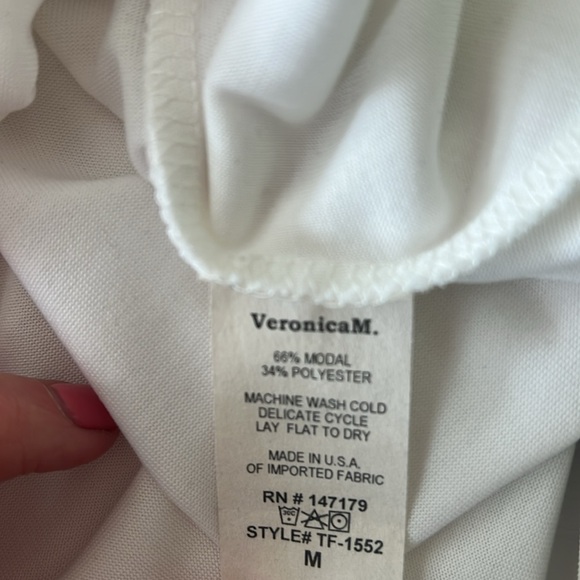 VeronicaM.
66% MODAL
34% POLYESTER
MACHINE WASH COLD
DELICATE CYCLE
LAY FLAT TO DRY
MADE IN U.S.A.
OF IMPORTED FABRIC
RN # 147179
30C
STYLE# TF-1552
M